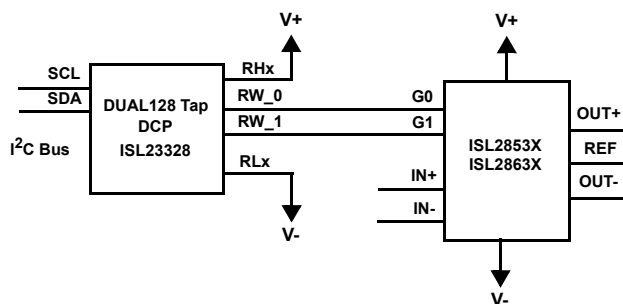 V+
V+
SCL
SDA
I²C Bus
DUAL128 Tap
DCP
ISL23328
RHx
RW_0
RW_1
RLx
V-
G0
G1
IN+
IN-
ISL2853X
ISL2863X
OUT+
REF
OUT-
V-